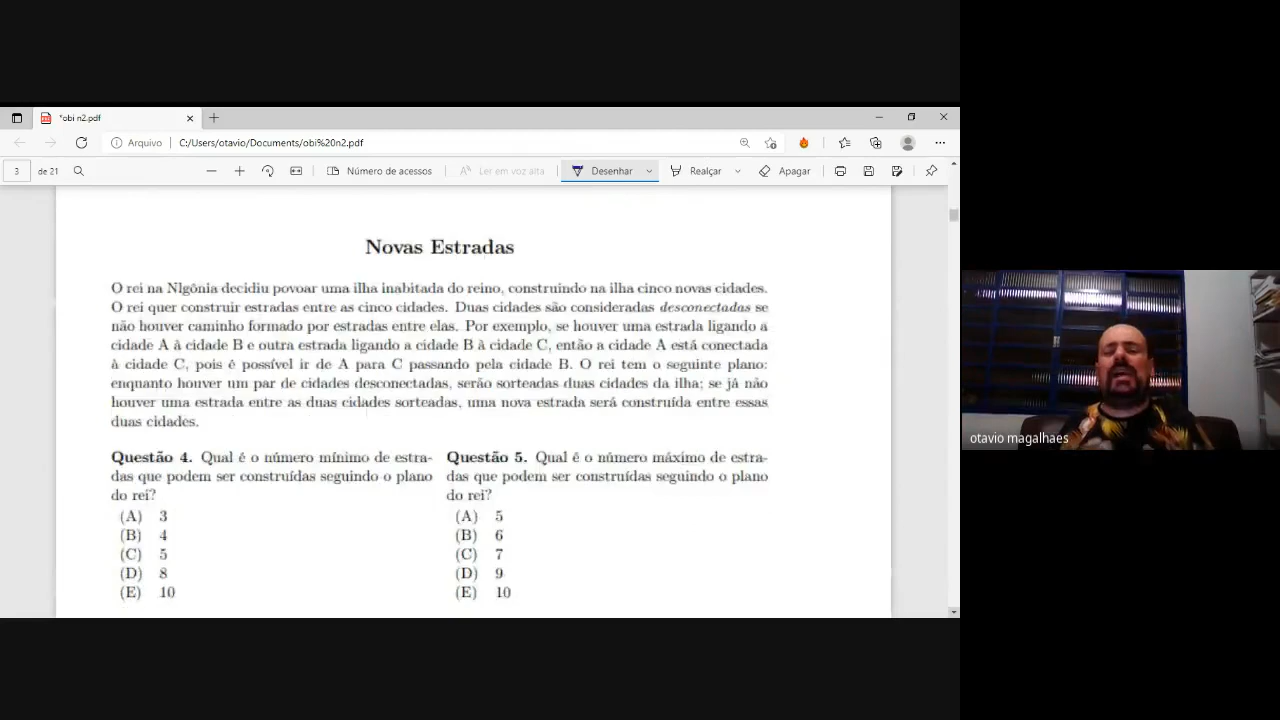 *obi n2.pdf
Arquivo C:/Users/otavio/Documents/obi%20n2.pdf
3 de 21 Número de acessos Ler em voz alta Desenhar Realçar Apagar
Novas Estradas
O rei na Nlgônia decidiu povoar uma ilha inabitada do reino, construindo na ilha cinco novas cidades.
O rei quer construir estradas entre as cinco cidades. Duas cidades são consideradas desconectadas se
não houver caminho formado por estradas entre elas. Por exemplo, se houver uma estrada ligando a
cidade A à cidade B e outra estrada ligando a cidade B à cidade C, então a cidade A está conectada
à cidade C, pois é possível ir de A para C passando pela cidade B. O rei tem o seguinte plano:
enquanto houver um par de cidades desconectadas, serão sorteadas duas cidades da ilha; se já não
houver uma estrada entre as duas cidades sorteadas, uma nova estrada será construída entre essas
duas cidades.
Questão 4. Qual é o número mínimo de estra-
das que podem ser construídas seguindo o plano
do rei?
(A) 3
(B) 4
(C) 5
(D) 8
(E) 10
Questão 5. Qual é o número máximo de estra-
das que podem ser construídas seguindo o plano
do rei?
(A) 5
(B) 6
(C) 7
(D) 9
(E) 10
otavio magalhaes